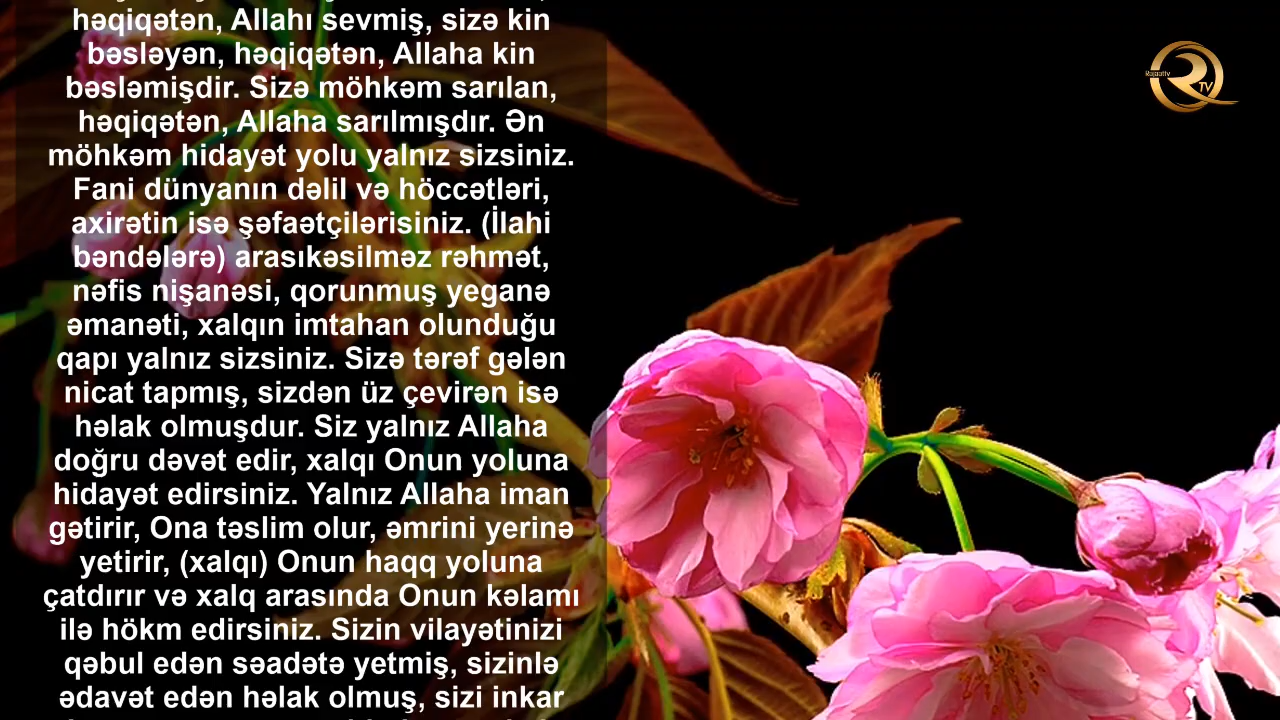 həqiqətən, Allahı sevmiş, sizə kin
bəsləyən, həqiqətən, Allaha kin
bəsləmişdir. Sizə möhkəm sarılan,
həqiqətən, Allaha sarılmışdır. Ən
möhkəm hidayət yolu yalnız sizsiniz.
Fani dünyanın dəlil və höccətləri,
axirətin isə şəfaətçilərisiniz. (İlahi
bəndələrə) arasıkəsilməz rəhmət,
nəfis nişanəsi, qorunmuş yeganə
əmanəti, xalqın imtahan olunduğu
qapı yalnız sizsiniz. Sizə tərəf gələn
nicat tapmış, sizdən üz çevirən isə
həlak olmuşdur. Siz yalnız Allaha
doğru dəvət edir, xalqı Onun yoluna
hidayət edirsiniz. Yalnız Allaha iman
gətirir, Ona təslim olur, əmrini yerinə
yetirir, (xalqı) Onun haqq yoluna
çatdırır və xalq arasında Onun kəlamı
ilə hökm edirsiniz. Sizin vilayətinizi
qəbul edən səadətə yetmiş, sizinlə
ədavət edən həlak olmuş, sizi inkar
R
TV